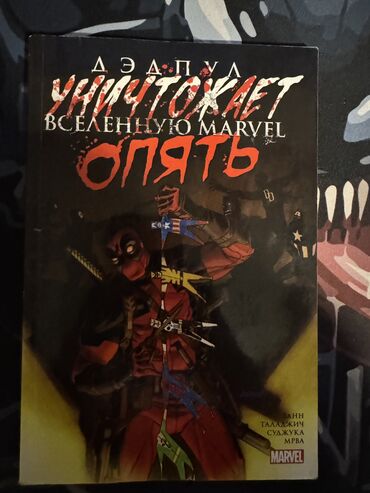 ДЭДПУЛ
УНИЧТОЖАЕТ
ВСЕЛЕННУЮ MARVEL
ОПЯТЬ
БАНН
ТАЛАДЖИЧ
СУДЖУКА
МРВА
MARVEL